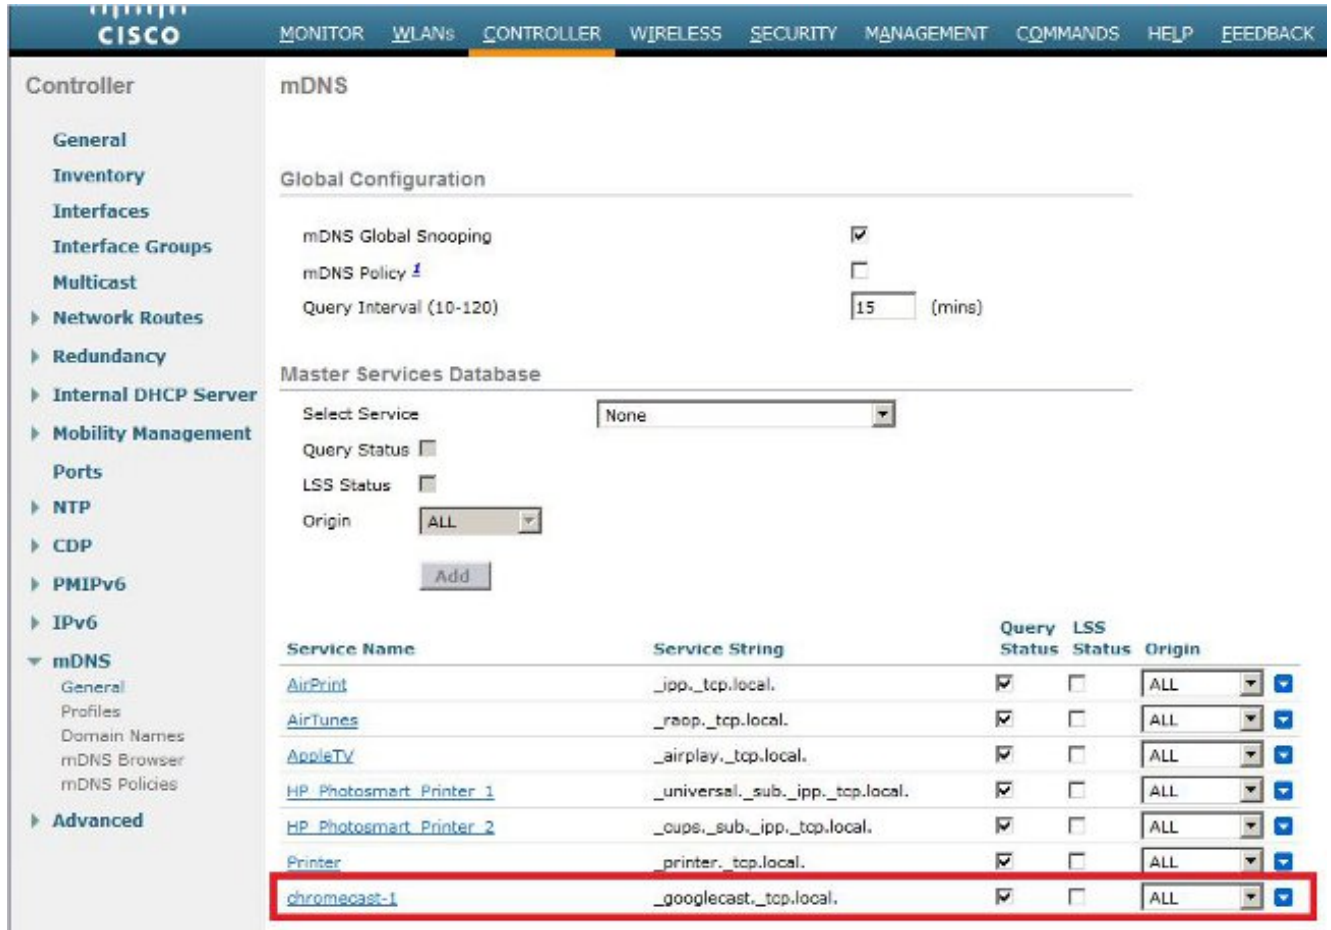 CISCO
MONITOR WLANs CONTROLLER WIRELESS SECURITY MANAGEMENT COMMANDS HELP FEEDBACK
Controller
General
Inventory
Interfaces
Interface Groups
Multicast
Network Routes
Redundancy
Internal DHCP Server
Mobility Management
Ports
NTP
CDP
PMIPv6
IPv6
mDNS
General
Profiles
Domain Names
mDNS Browser
mDNS Policies
Advanced
mDNS
Global Configuration
mDNS Global Snooping
mDNS Policy 1
Query Interval (10-120) 15 (mins)
Master Services Database
Select Service None
Query Status
LSS Status
Origin ALL
Add
Service Name Service String Query Status LSS Status Origin
AirPrint _ipp._tcp.local. ALL
AirTunes _raop._tcp.local. ALL
AppleTV _airplay._tcp.local. ALL
HP_Photosmart_Printer_1 _universal._sub._ipp._tcp.local. ALL
HP_Photosmart_Printer_2 _cups._sub._ipp._tcp.local. ALL
Printer _printer._tcp.local. ALL
chromecast-1 _googlecast._tcp.local. ALL